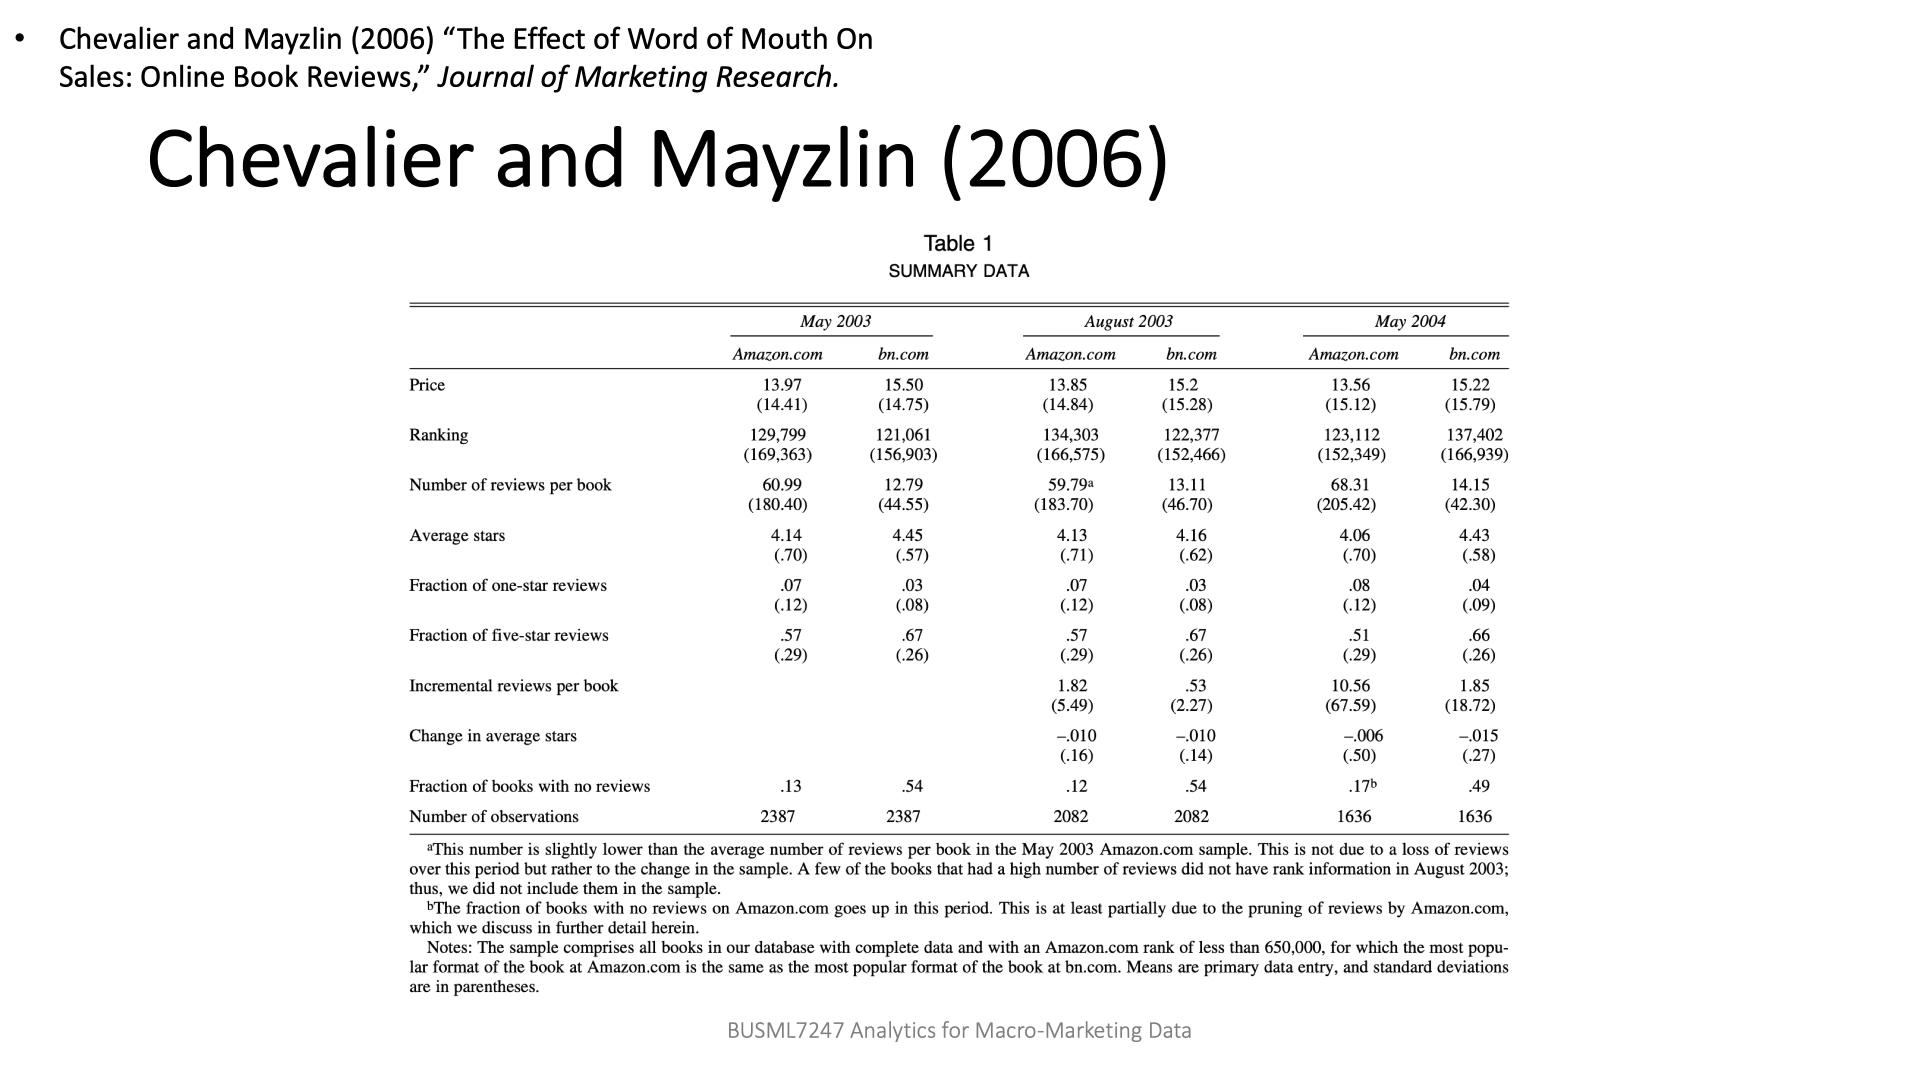 • Chevalier and Mayzlin (2006) “The Effect of Word of Mouth On
Sales: Online Book Reviews,” Journal of Marketing Research.
Chevalier and Mayzlin (2006)
Table 1
SUMMARY DATA
May 2003 August 2003 May 2004
Amazon.com bn.com Amazon.com bn.com Amazon.com bn.com
Price 13.97 15.50 13.85 15.2 13.56 15.22
(14.41) (14.75) (14.84) (15.28) (15.12) (15.79)
Ranking 129,799 121,061 134,303 122,377 123,112 137,402
(169,363) (156,903) (166,575) (152,466) (152,349) (166,939)
Number of reviews per book 60.99 12.79 59.79ᵃ 13.11 68.31 14.15
(180.40) (44.55) (183.70) (46.70) (205.42) (42.30)
Average stars 4.14 4.45 4.13 4.16 4.06 4.43
(.70) (.57) (.71) (.62) (.70) (.58)
Fraction of one-star reviews .07 .03 .07 .03 .08 .04
(.12) (.08) (.12) (.08) (.12) (.09)
Fraction of five-star reviews .57 .67 .57 .67 .51 .66
(.29) (.26) (.29) (.26) (.29) (.26)
Incremental reviews per book 1.82 .53 10.56 1.85
(5.49) (2.27) (67.59) (18.72)
Change in average stars –.010 –.010 –.006 –.015
(.16) (.14) (.50) (.27)
Fraction of books with no reviews .13 .54 .12 .54 .17ᵇ .49
Number of observations 2387 2387 2082 2082 1636 1636
ᵃThis number is slightly lower than the average number of reviews per book in the May 2003 Amazon.com sample. This is not due to a loss of reviews
over this period but rather to the change in the sample. A few of the books that had a high number of reviews did not have rank information in August 2003;
thus, we did not include them in the sample.
ᵇThe fraction of books with no reviews on Amazon.com goes up in this period. This is at least partially due to the pruning of reviews by Amazon.com,
which we discuss in further detail herein.
Notes: The sample comprises all books in our database with complete data and with an Amazon.com rank of less than 650,000, for which the most popu-
lar format of the book at Amazon.com is the same as the most popular format of the book at bn.com. Means are primary data entry, and standard deviations
are in parentheses.
BUSML7247 Analytics for Macro-Marketing Data